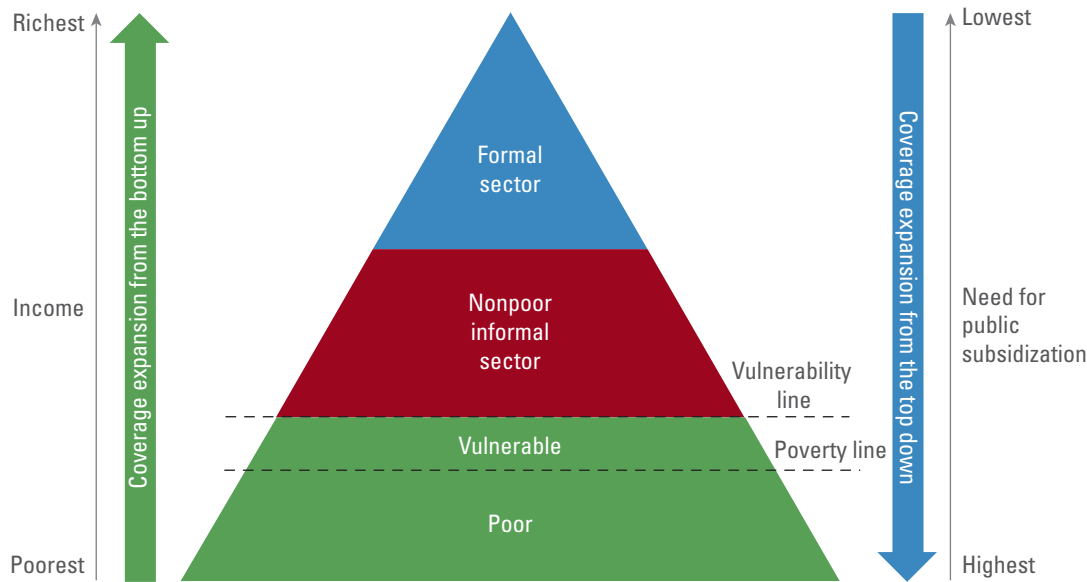 Richest
Lowest
Coverage expansion from the bottom up
Coverage expansion from the top down
Formal
sector
Income
Nonpoor
informal
sector
Need for
public
subsidization
Vulnerability
line
Vulnerable
Poverty line
Poor
Poorest
Highest